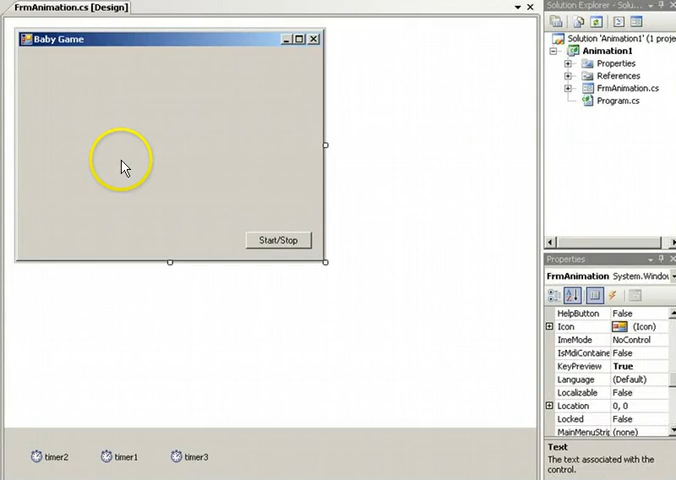 FrmAnimation.cs [Design]
Baby Game
Start/Stop
timer2
timer1
timer3
Solution Explorer - Solu...
Solution 'Animation1' (1 proje
Animation1
Properties
References
FrmAnimation.cs
Program.cs
Properties
FrmAnimation System.Windo
HelpButton False
Icon (Icon)
ImeMode NoControl
IsMdiContaine False
KeyPreview True
Language (Default)
Localizable False
Location 0, 0
Locked False
MainMenuStrip (none)
Text
The text associated with the
control.